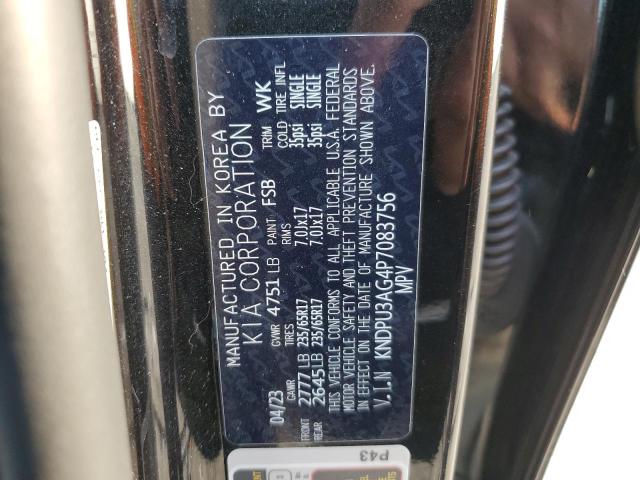 MANUFACTURED IN KOREA BY
KIA CORPORATION
04/23 GVWR 4751 LB PAINT FSB TRIM WK
GAWR TIRES RIMS COLD TIRE INFL
FRONT 2777 LB 235/65R17 7.0Jx17 35psi SINGLE
REAR 2645 LB 235/65R17 7.0Jx17 35psi SINGLE
THIS VEHICLE CONFORMS TO ALL APPLICABLE U.S.A. FEDERAL
MOTOR VEHICLE SAFETY AND THEFT PREVENTION STANDARDS
IN EFFECT ON THE DATE OF MANUFACTURE SHOWN ABOVE.
V.I.N KNDPU3AG4P7083756
MPV
P43